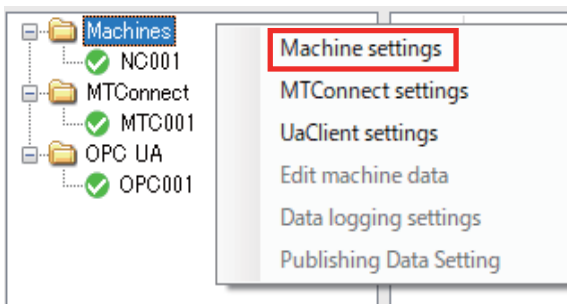 Machines
NC001
MTConnect
MTC001
OPC UA
OPC001
Machine settings
MTConnect settings
UaClient settings
Edit machine data
Data logging settings
Publishing Data Setting